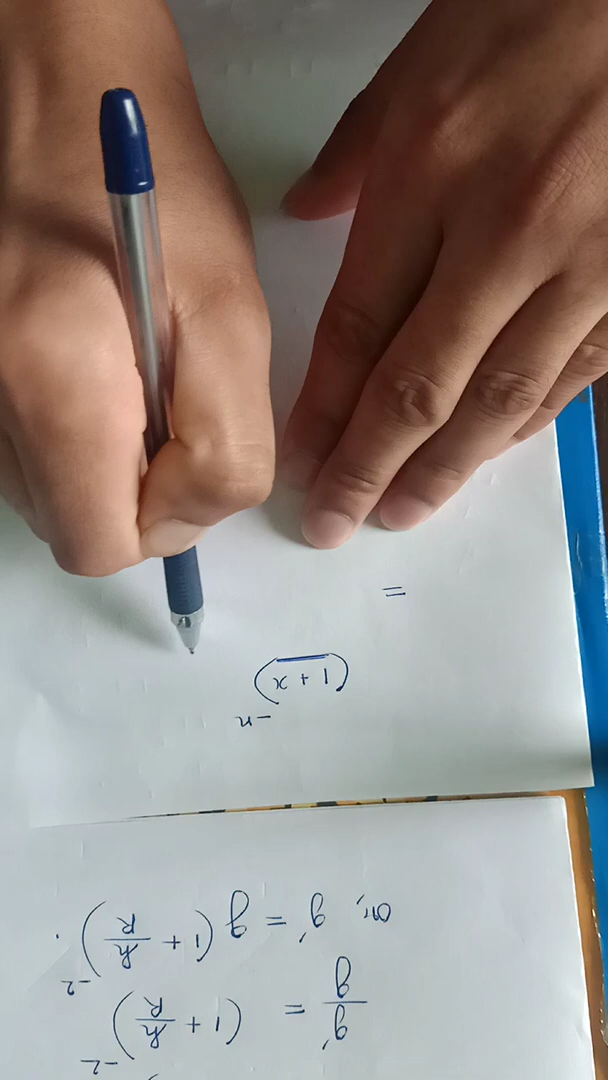 g'/g = (1 + h/R)^-2
or, g' = g (1 + h/R)^-2 .
(1 + x)^-n
=